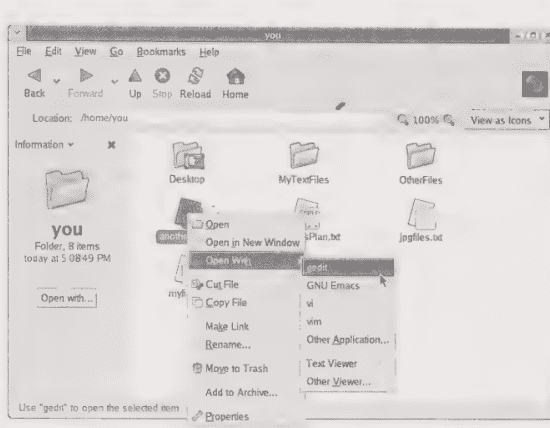 you
File Edit View Go Bookmarks Help
Back Forward Up Stop Reload Home
Location: /home/you 100% View as Icons
Information
Desktop MyTextFiles OtherFiles
you
Folder, 8 items
today at 5:08:49 PM
Open with...
jpgfiles.txt
Open
Open in New Window
Open With
Cut File
Copy File
Make Link
Rename...
Move to Trash
Add to Archive...
Properties
gedit
GNU Emacs
vi
vim
Other Application...
Text Viewer
Other Viewer...
Use "gedit" to open the selected item